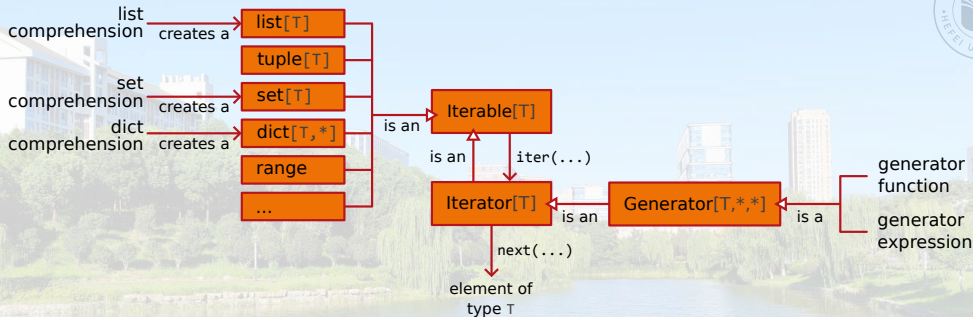 list
comprehension
creates a
list[T]
tuple[T]
set
comprehension
creates a
set[T]
dict
comprehension
creates a
dict[T,*]
range
...
is an
Iterable[T]
is an
iter(...)
Iterator[T]
is an
Generator[T,*,*]
is a
generator
function
generator
expression
next(...)
element of
type T
HEFEI